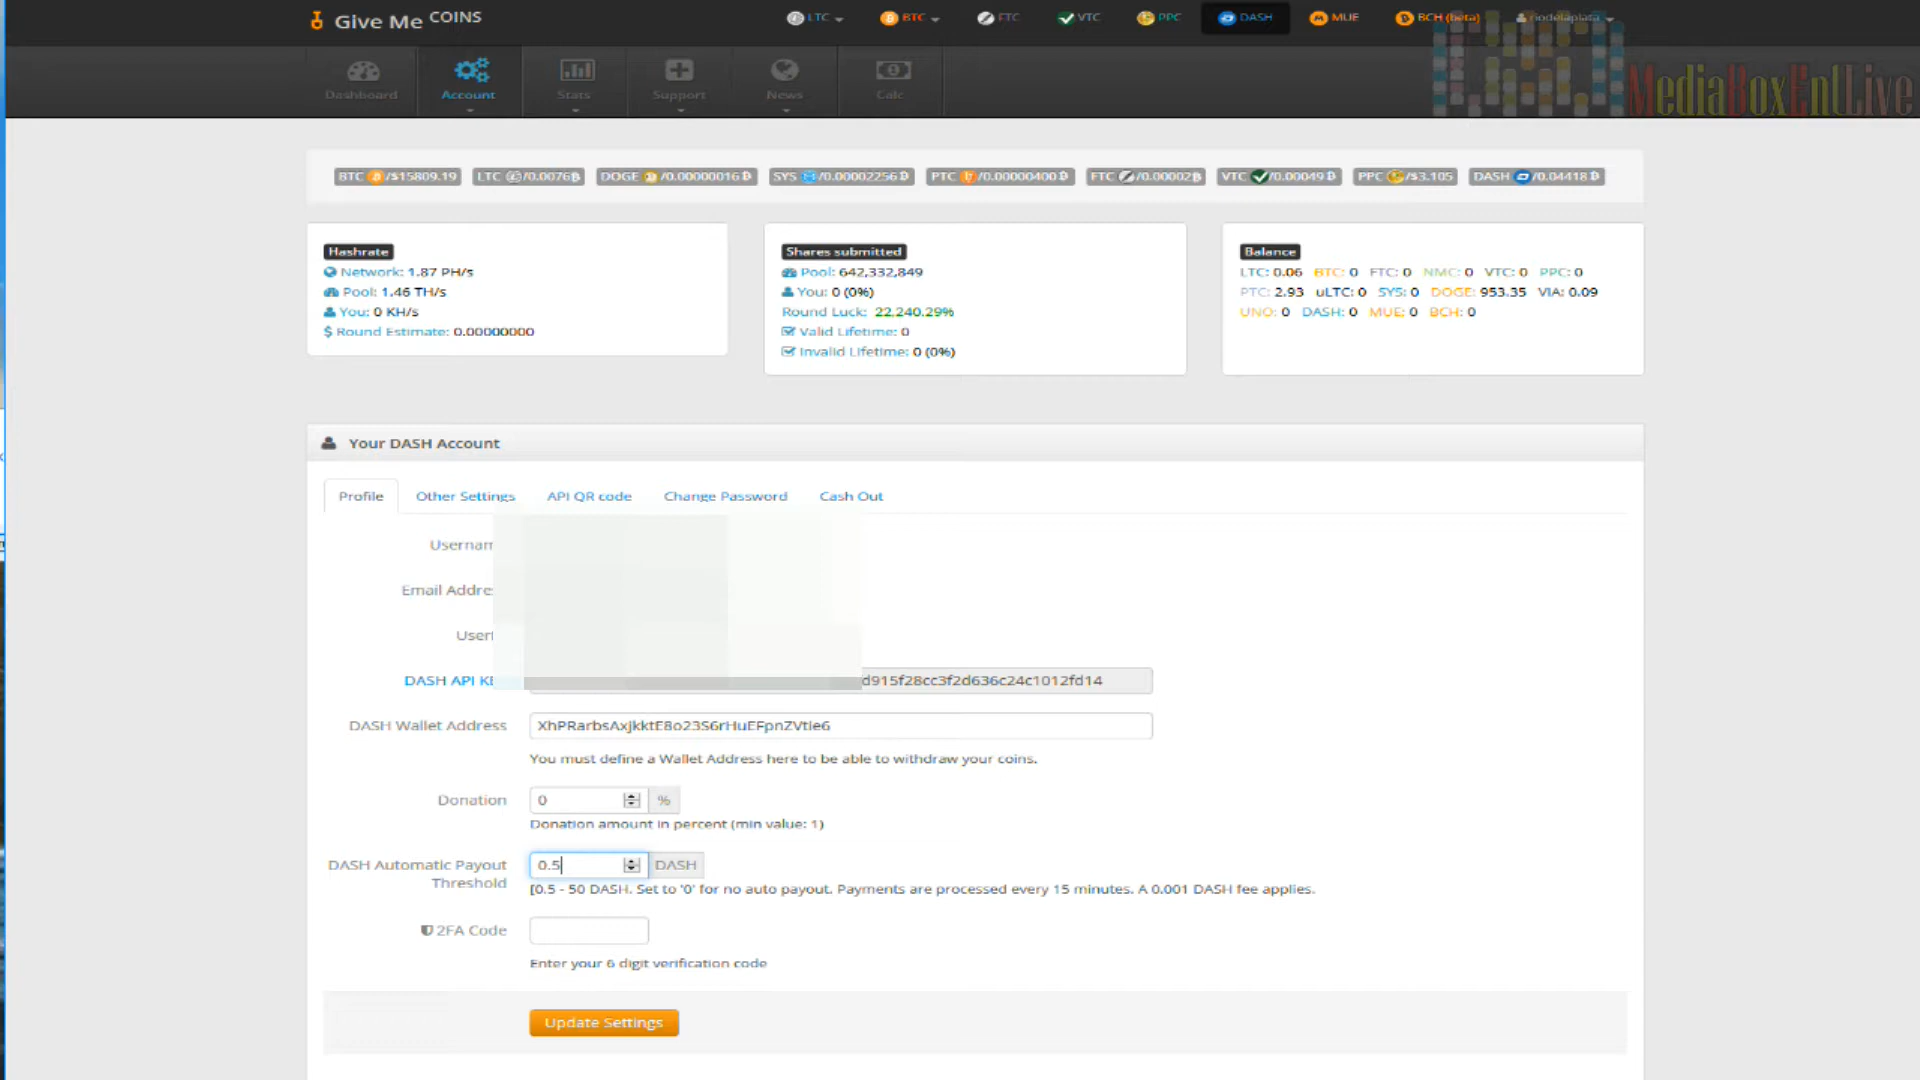 Give Me COINS
LTC BTC FTC VTC PPC DASH MUE BCH (beta) riodelaplata
Dashboard Account Stats Support News Calc
MediaBoxEntLive
BTC /$15809.19 LTC /0.0076฿ DOGE /0.00000016฿ SYS /0.00002256฿ PTC /0.00000400฿ FTC /0.00002฿ VTC /0.00049฿ PPC /$3.105 DASH /0.04418฿
Hashrate
Network: 1.87 PH/s
Pool: 1.46 TH/s
You: 0 KH/s
$ Round Estimate: 0.00000000
Shares submitted
Pool: 642,332,849
You: 0 (0%)
Round Luck: 22,240.29%
Valid Lifetime: 0
Invalid Lifetime: 0 (0%)
Balance
LTC: 0.06 BTC: 0 FTC: 0 NMC: 0 VTC: 0 PPC: 0
PTC: 2.93 uLTC: 0 SYS: 0 DOGE: 953.35 VIA: 0.09
UNO: 0 DASH: 0 MUE: 0 BCH: 0
Your DASH Account
Profile Other Settings API QR code Change Password Cash Out
Usernam
Email Addre
User
DASH API KE d915f28cc3f2d636c24c1012fd14
DASH Wallet Address XhPRarbsAxjkktE8o23S6rHuEFpnZVtie6
You must define a Wallet Address here to be able to withdraw your coins.
Donation 0 %
Donation amount in percent (min value: 1)
DASH Automatic Payout Threshold 0.5 DASH
[0.5 - 50 DASH. Set to '0' for no auto payout. Payments are processed every 15 minutes. A 0.001 DASH fee applies.
2FA Code
Enter your 6 digit verification code
Update Settings